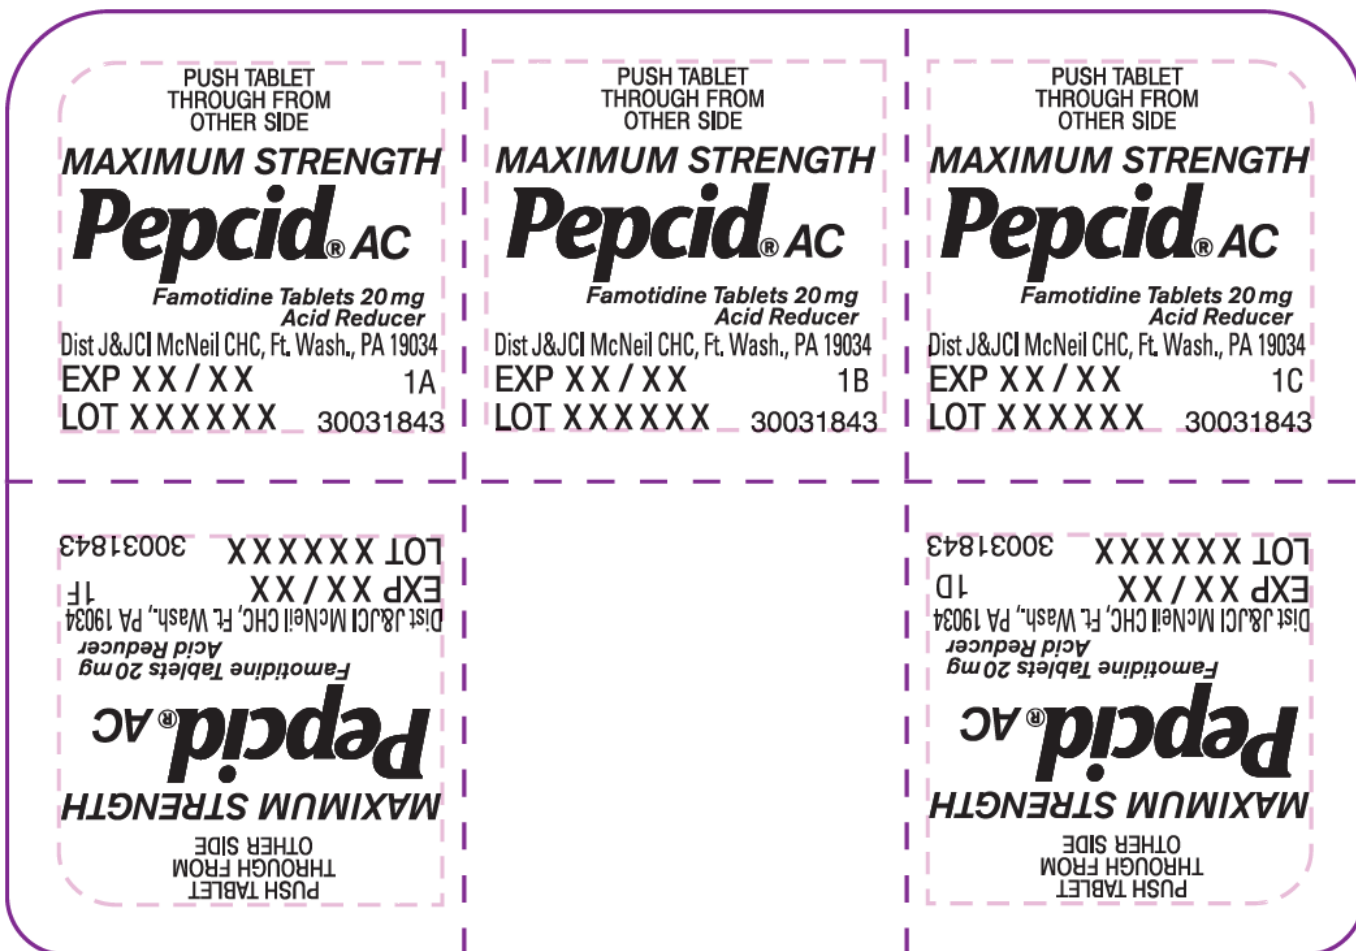 PUSH TABLET
THROUGH FROM
OTHER SIDE
MAXIMUM STRENGTH
Pepcid® AC
Famotidine Tablets 20 mg
Acid Reducer
Dist J&JCI McNeil CHC, Ft. Wash., PA 19034
EXP XX/XX 1A
LOT XXXXXX 30031843
PUSH TABLET
THROUGH FROM
OTHER SIDE
MAXIMUM STRENGTH
Pepcid® AC
Famotidine Tablets 20 mg
Acid Reducer
Dist J&JCI McNeil CHC, Ft. Wash., PA 19034
EXP XX/XX 1B
LOT XXXXXX 30031843
PUSH TABLET
THROUGH FROM
OTHER SIDE
MAXIMUM STRENGTH
Pepcid® AC
Famotidine Tablets 20 mg
Acid Reducer
Dist J&JCI McNeil CHC, Ft. Wash., PA 19034
EXP XX/XX 1C
LOT XXXXXX 30031843
PUSH TABLET
THROUGH FROM
OTHER SIDE
MAXIMUM STRENGTH
Pepcid® AC
Famotidine Tablets 20 mg
Acid Reducer
Dist J&JCI McNeil CHC, Ft. Wash., PA 19034
EXP XX/XX 1F
LOT XXXXXX 30031843
PUSH TABLET
THROUGH FROM
OTHER SIDE
MAXIMUM STRENGTH
Pepcid® AC
Famotidine Tablets 20 mg
Acid Reducer
Dist J&JCI McNeil CHC, Ft. Wash., PA 19034
EXP XX/XX 1D
LOT XXXXXX 30031843